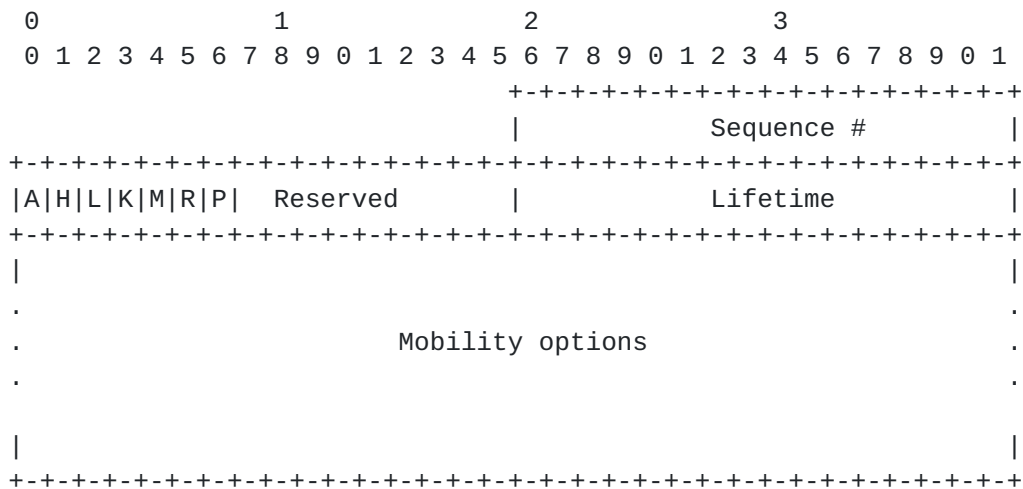 0                   1                   2                   3
 0 1 2 3 4 5 6 7 8 9 0 1 2 3 4 5 6 7 8 9 0 1 2 3 4 5 6 7 8 9 0 1
                                +-+-+-+-+-+-+-+-+-+-+-+-+-+-+-+-+
                                |            Sequence #         |
+-+-+-+-+-+-+-+-+-+-+-+-+-+-+-+-+-+-+-+-+-+-+-+-+-+-+-+-+-+-+-+-+
|A|H|L|K|M|R|P|  Reserved       |            Lifetime           |
+-+-+-+-+-+-+-+-+-+-+-+-+-+-+-+-+-+-+-+-+-+-+-+-+-+-+-+-+-+-+-+-+
|                                                               |
.                                                               .
.                        Mobility options                       .
.                                                               .
|                                                               |
+-+-+-+-+-+-+-+-+-+-+-+-+-+-+-+-+-+-+-+-+-+-+-+-+-+-+-+-+-+-+-+-+